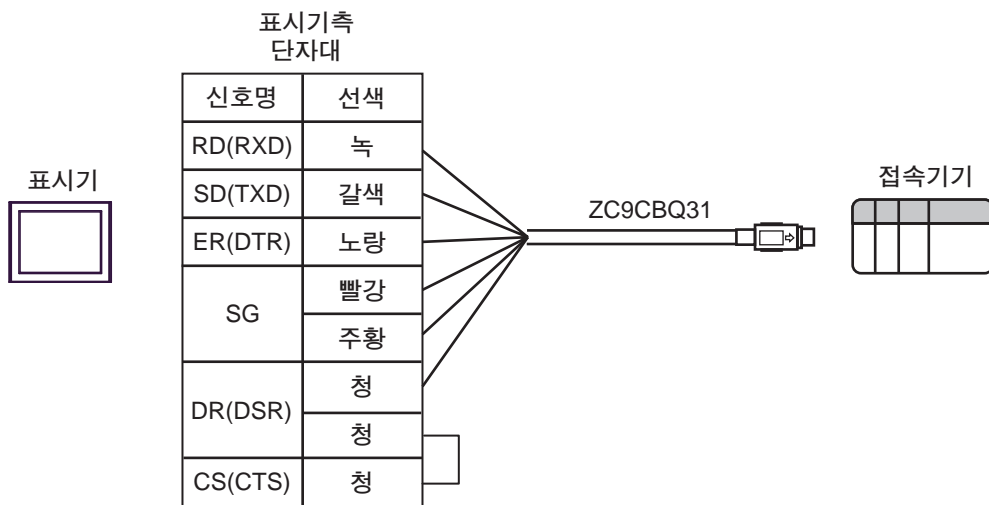 표시기측
단자대
신호명 선색
RD(RXD) 녹
SD(TXD) 갈색
ER(DTR) 노랑
SG 빨강
주황
DR(DSR) 청
청
CS(CTS) 청
표시기
ZC9CBQ31
접속기기